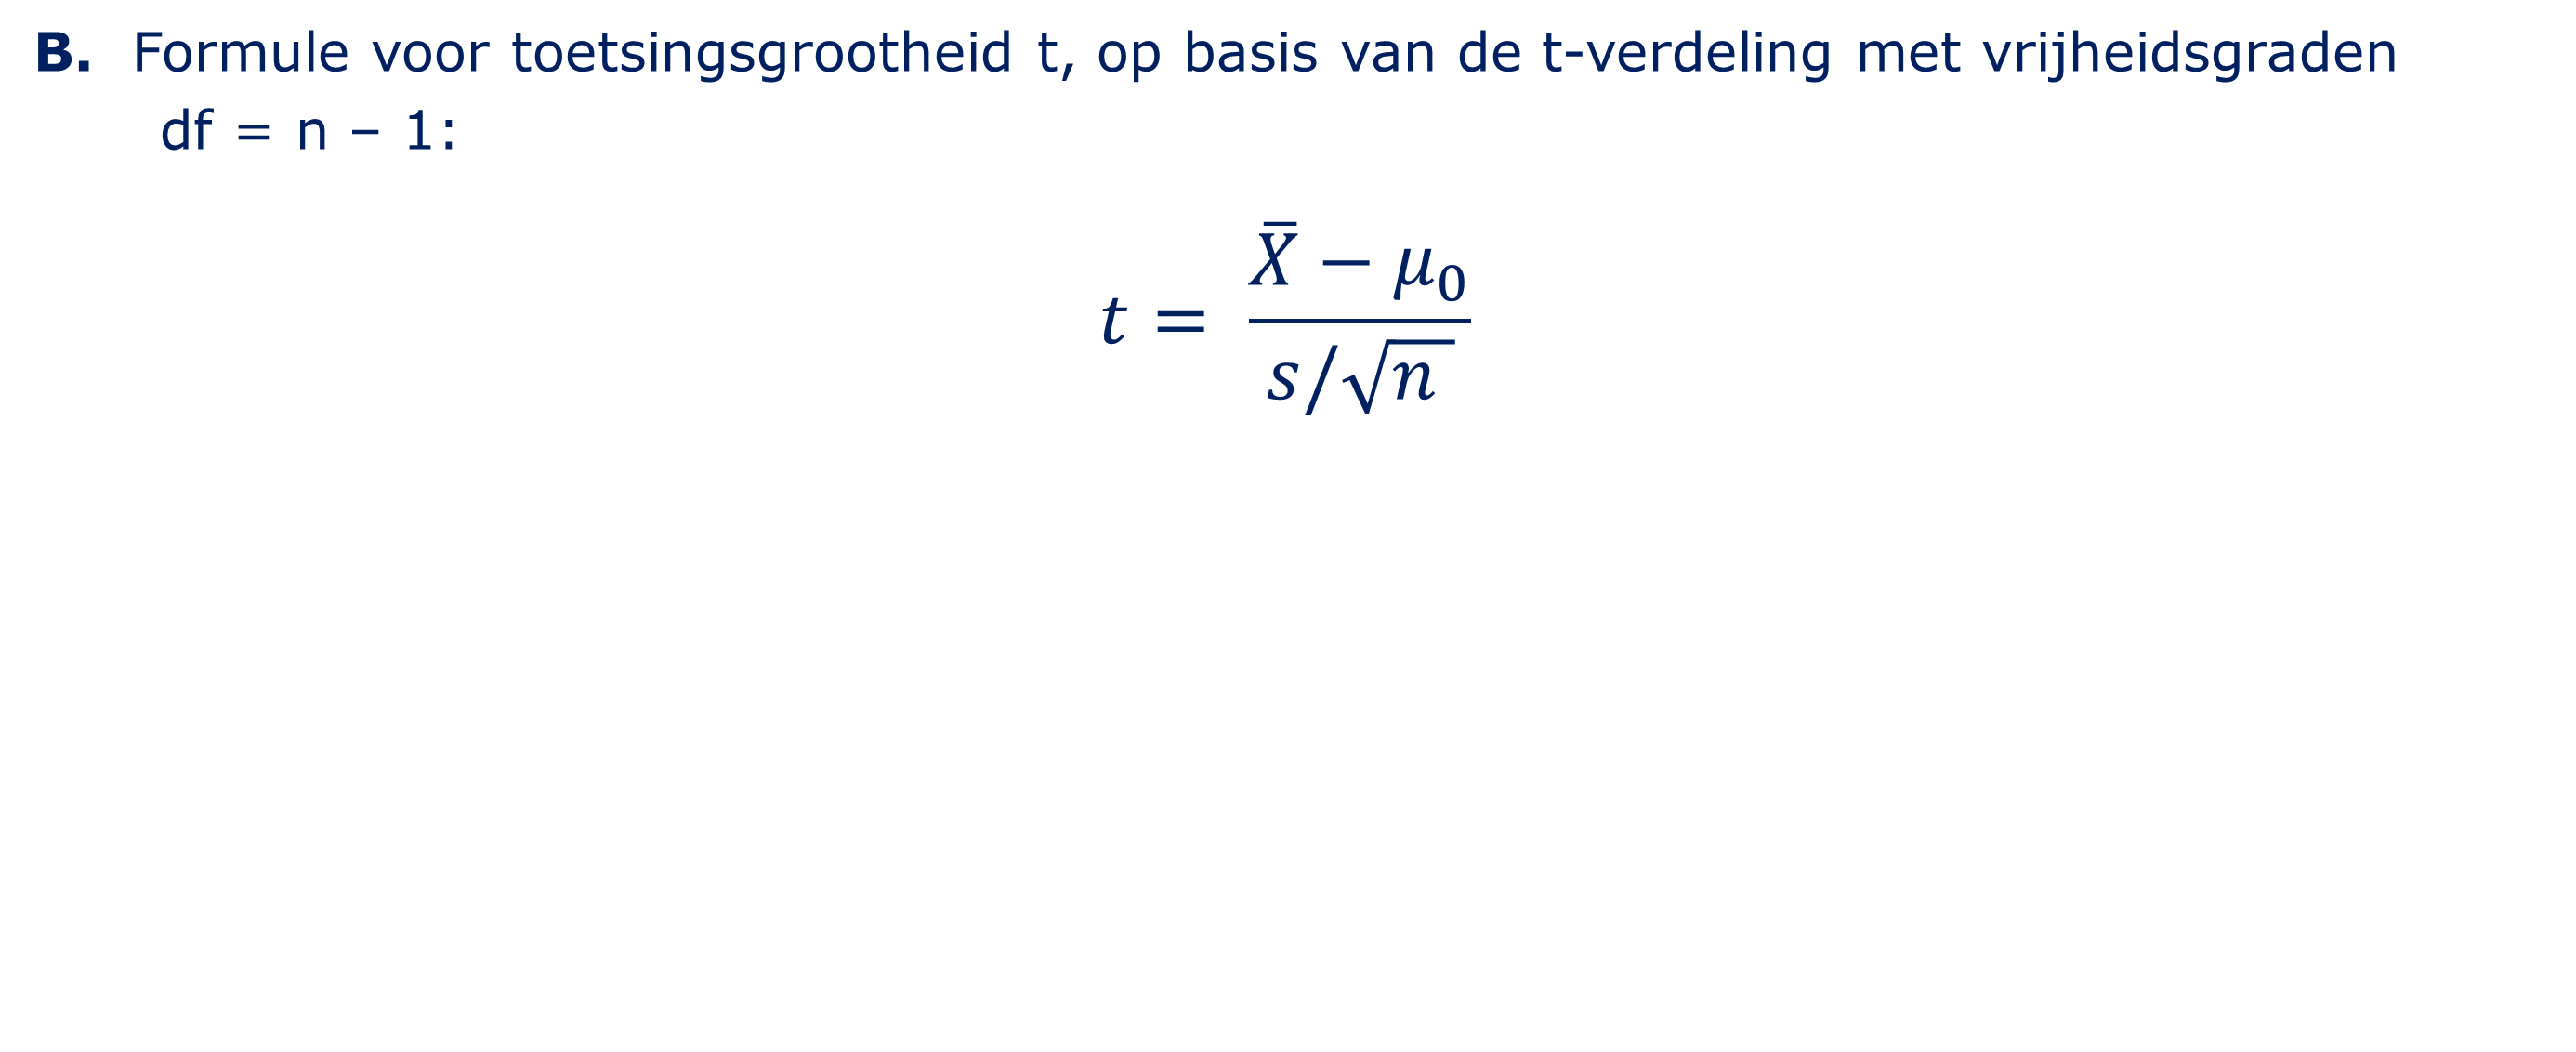 B. Formule voor toetsingsgrootheid t, op basis van de t-verdeling met vrijheidsgraden
df = n – 1:
t = (X̄ − μ₀) / (s/√n)